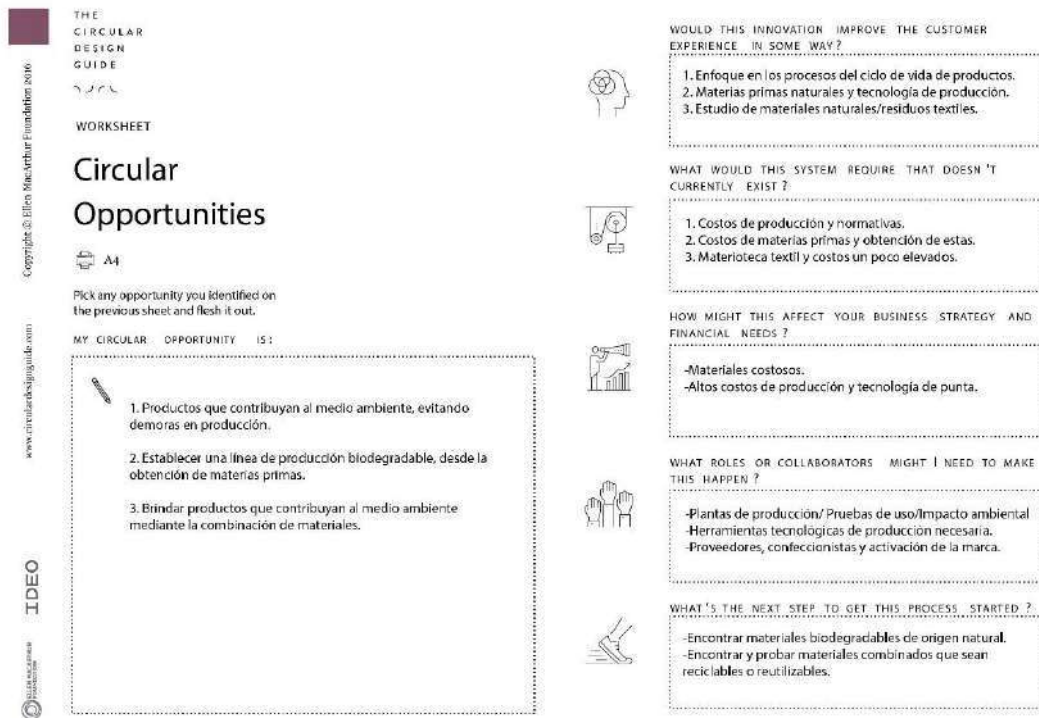 THE
CIRCULAR
DESIGN
GUIDE
WORKSHEET
Circular
Opportunities
A4
Pick any opportunity you identified on
the previous sheet and flesh it out.
MY CIRCULAR OPPORTUNITY IS:
1. Productos que contribuyan al medio ambiente, evitando
demoras en producción.
2. Establecer una línea de producción biodegradable, desde la
obtención de materias primas.
3. Brindar productos que contribuyan al medio ambiente
mediante la combinación de materiales.
WOULD THIS INNOVATION IMPROVE THE CUSTOMER
EXPERIENCE IN SOME WAY?
1. Enfoque en los procesos del ciclo de vida de productos.
2. Materias primas naturales y tecnología de producción.
3. Estudio de materiales naturales/residuos textiles.
WHAT WOULD THIS SYSTEM REQUIRE THAT DOESN'T
CURRENTLY EXIST?
1. Costos de producción y normativas.
2. Costos de materias primas y obtención de estas.
3. Materioteca textil y costos un poco elevados.
HOW MIGHT THIS AFFECT YOUR BUSINESS STRATEGY AND
FINANCIAL NEEDS?
-Materiales costosos.
-Altos costos de producción y tecnología de punta.
WHAT ROLES OR COLLABORATORS MIGHT I NEED TO MAKE
THIS HAPPEN?
-Plantas de producción/ Pruebas de uso/Impacto ambiental
-Herramientas tecnológicas de producción necesaria.
-Proveedores, confeccionistas y activación de la marca.
WHAT'S THE NEXT STEP TO GET THIS PROCESS STARTED?
-Encontrar materiales biodegradables de origen natural.
-Encontrar y probar materiales combinados que sean
reciclables o reutilizables.
Copyright © Ellen MacArthur Foundation 2016
www.circulardesignguide.com
IDEO
ELLEN MACARTHUR
FOUNDATION